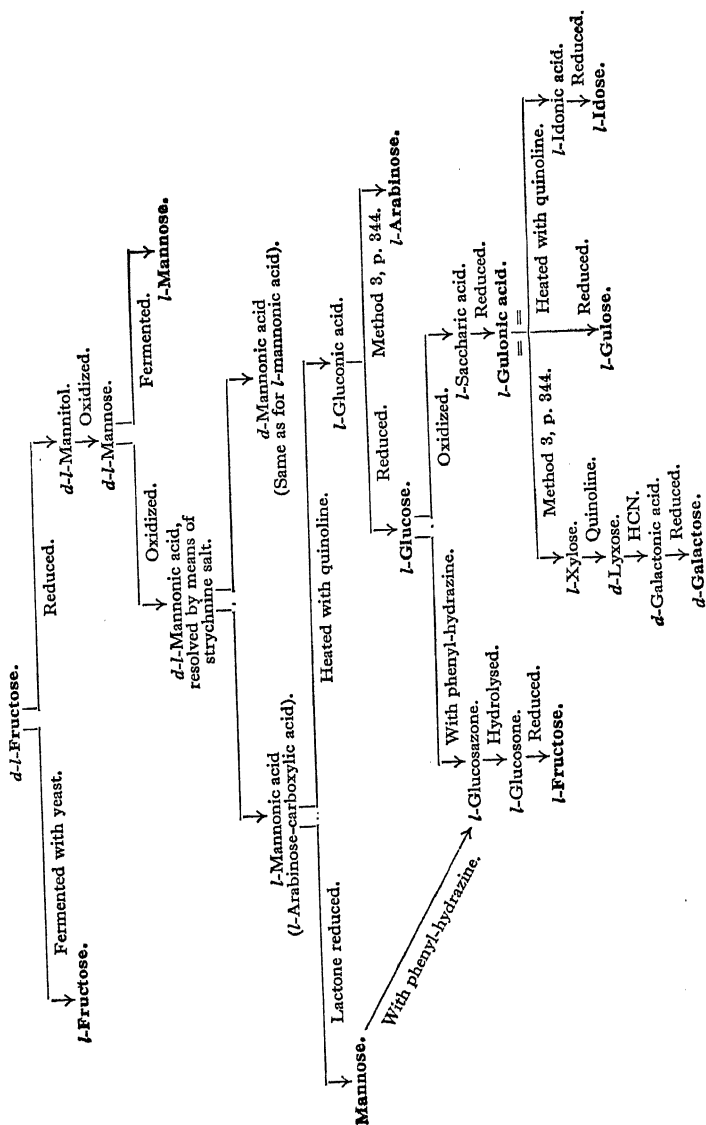 d-l-Fructose.
Fermented with yeast.
Reduced.
l-Fructose.
d-l-Mannitol.
Oxidized.
d-l-Mannose.
Oxidized.
Fermented.
d-l-Mannonic acid,
resolved by means of
strychnine salt.
l-Mannose.
l-Mannonic acid
(l-Arabinose-carboxylic acid).
d-Mannonic acid
(Same as for l-mannonic acid).
Lactone reduced.
Heated with quinoline.
Mannose.
l-Gluconic acid.
With phenyl-hydrazine.
Reduced.
Method 3, p. 344.
l-Glucose.
l-Arabinose.
With phenyl-hydrazine.
Oxidized.
l-Glucosazone.
Hydrolysed.
l-Glucosone.
Reduced.
l-Fructose.
l-Saccharic acid.
Reduced.
l-Gulonic acid.
= =
Method 3, p. 344.
Heated with quinoline.
l-Xylose.
Quinoline.
d-Lyxose.
HCN.
d-Galactonic acid.
Reduced.
d-Galactose.
Reduced.
l-Gulose.
l-Idonic acid.
Reduced.
l-Idose.